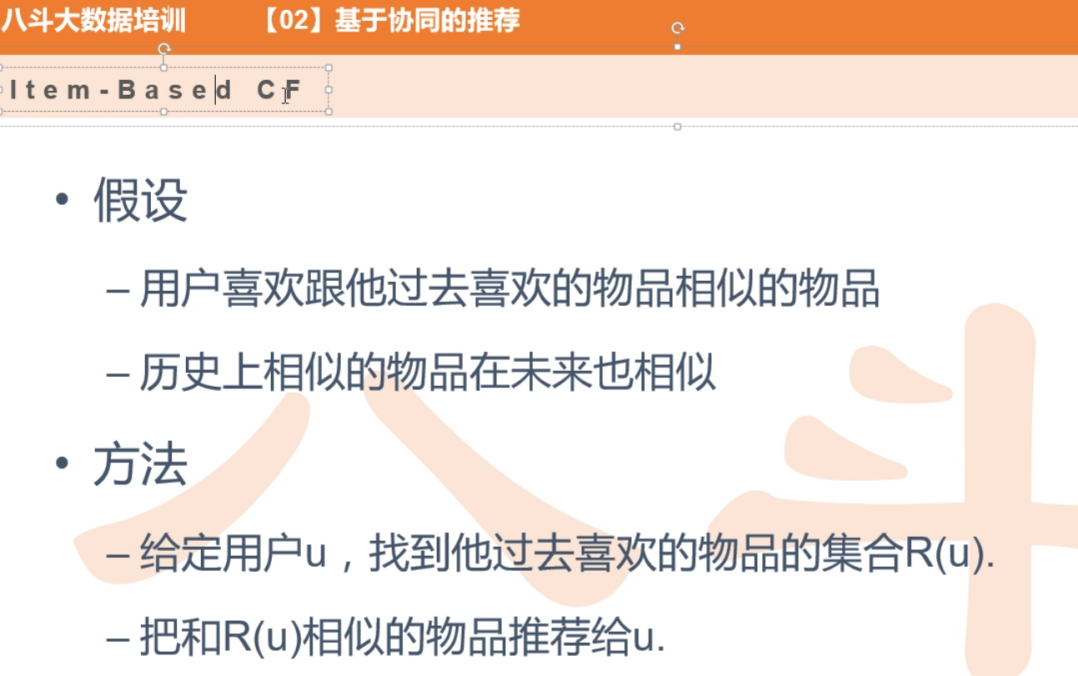 八斗大数据培训 【02】基于协同的推荐
Item-Based CF
• 假设
– 用户喜欢跟他过去喜欢的物品相似的物品
– 历史上相似的物品在未来也相似
• 方法
– 给定用户u，找到他过去喜欢的物品的集合R(u).
– 把和R(u)相似的物品推荐给u.
八斗